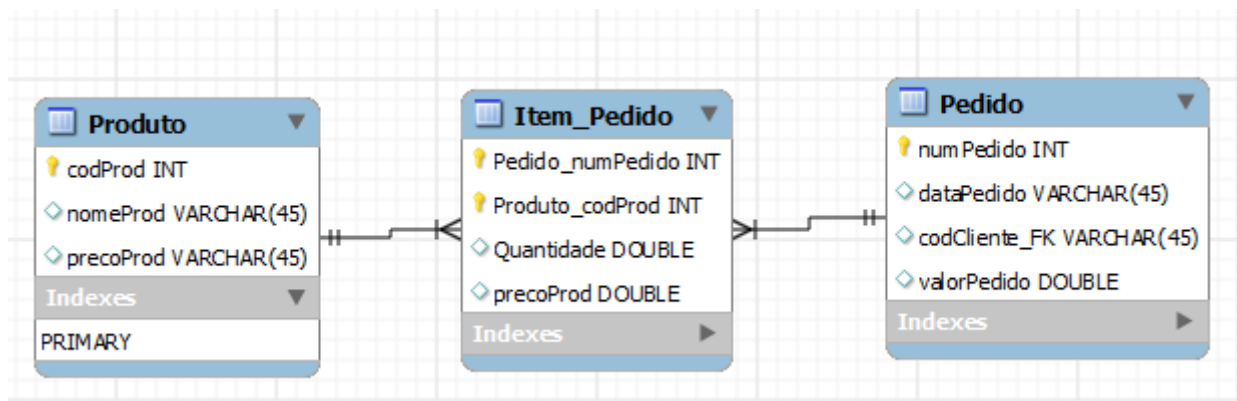 Produto
codProd INT
nomeProd VARCHAR(45)
precoProd VARCHAR(45)
Indexes
PRIMARY
Item_Pedido
Pedido_numPedido INT
Produto_codProd INT
Quantidade DOUBLE
precoProd DOUBLE
Indexes
Pedido
numPedido INT
dataPedido VARCHAR(45)
codCliente_FK VARCHAR(45)
valorPedido DOUBLE
Indexes